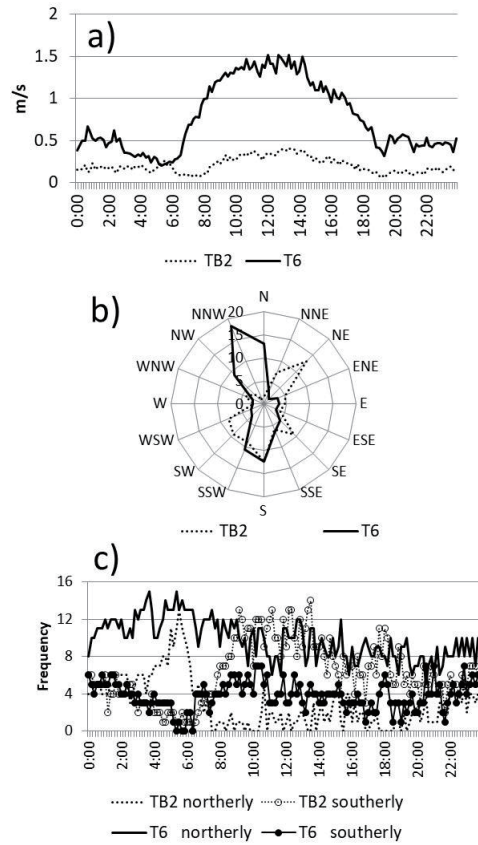 a)
m/s
2
1.5
1
0.5
0
0:00 2:00 4:00 6:00 8:00 10:00 12:00 14:00 16:00 18:00 20:00 22:00
TB2 T6
b)
N
NNW NNE
NW NE
WNW ENE
W E
WSW ESE
SW SE
SSW SSE
S
20
15
10
5
0
TB2 T6
c)
Frequency
16
12
8
4
0
0:00 2:00 4:00 6:00 8:00 10:00 12:00 14:00 16:00 18:00 20:00 22:00
TB2 northerly TB2 southerly
T6 northerly T6 southerly